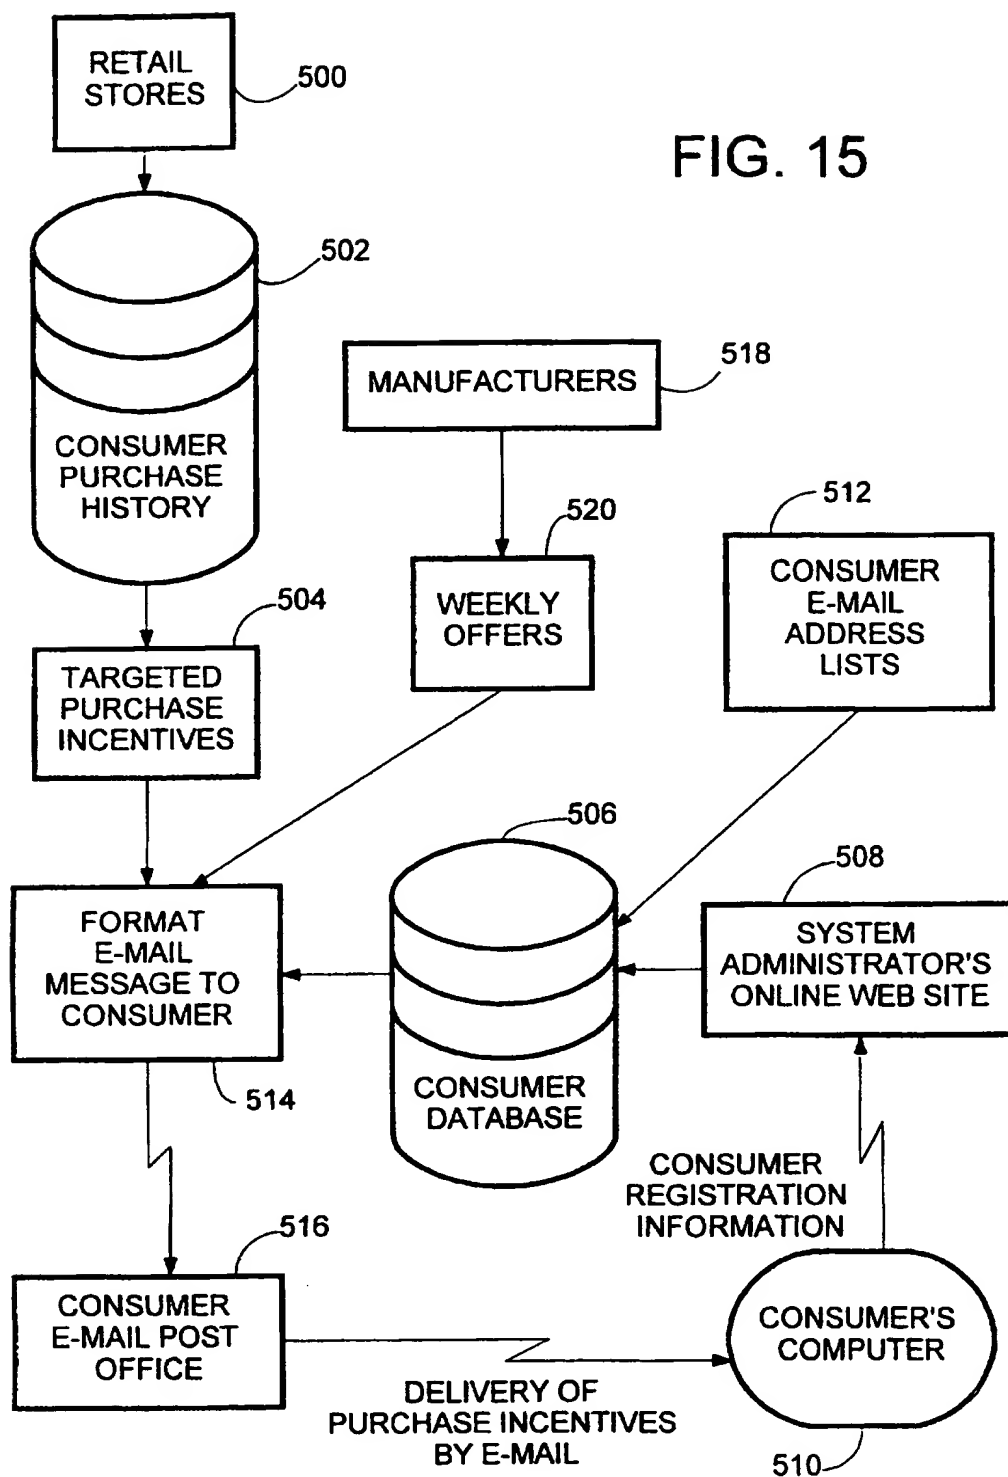 RETAIL
STORES
500
FIG. 15
502
CONSUMER
PURCHASE
HISTORY
MANUFACTURERS
518
504
TARGETED
PURCHASE
INCENTIVES
520
WEEKLY
OFFERS
512
CONSUMER
E-MAIL
ADDRESS
LISTS
506
CONSUMER
DATABASE
508
SYSTEM
ADMINISTRATOR'S
ONLINE WEB SITE
FORMAT
E-MAIL
MESSAGE TO
CONSUMER
514
CONSUMER
REGISTRATION
INFORMATION
516
CONSUMER
E-MAIL POST
OFFICE
CONSUMER'S
COMPUTER
DELIVERY OF
PURCHASE INCENTIVES
BY E-MAIL
510